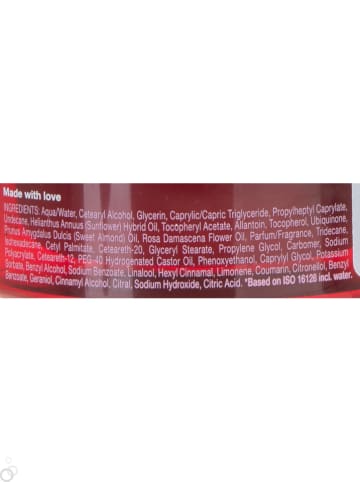 Made with love
INGREDIENTS: Aqua/Water, Cetearyl Alcohol, Glycerin, Caprylic/Capric Triglyceride, Propylheptyl Caprylate,
Undecane, Helianthus Annuus (Sunflower) Hybrid Oil, Tocopheryl Acetate, Allantoin, Tocopherol, Ubiquinone,
Prunus Amygdalus Dulcis (Sweet Almond) Oil, Rosa Damascena Flower Oil, Parfum/Fragrance, Tridecane,
Isohexadecane, Cetyl Palmitate, Ceteareth-20, Glyceryl Stearate, Propylene Glycol, Carbomer, Sodium
Polyacrylate, Ceteareth-12, PEG-40 Hydrogenated Castor Oil, Phenoxyethanol, Caprylyl Glycol, Potassium
Sorbate, Benzyl Alcohol, Sodium Benzoate, Linalool, Hexyl Cinnamal, Limonene, Coumarin, Citronellol, Benzyl
Benzoate, Geraniol, Cinnamyl Alcohol, Citral, Sodium Hydroxide, Citric Acid. *Based on ISO 16128 incl. water.